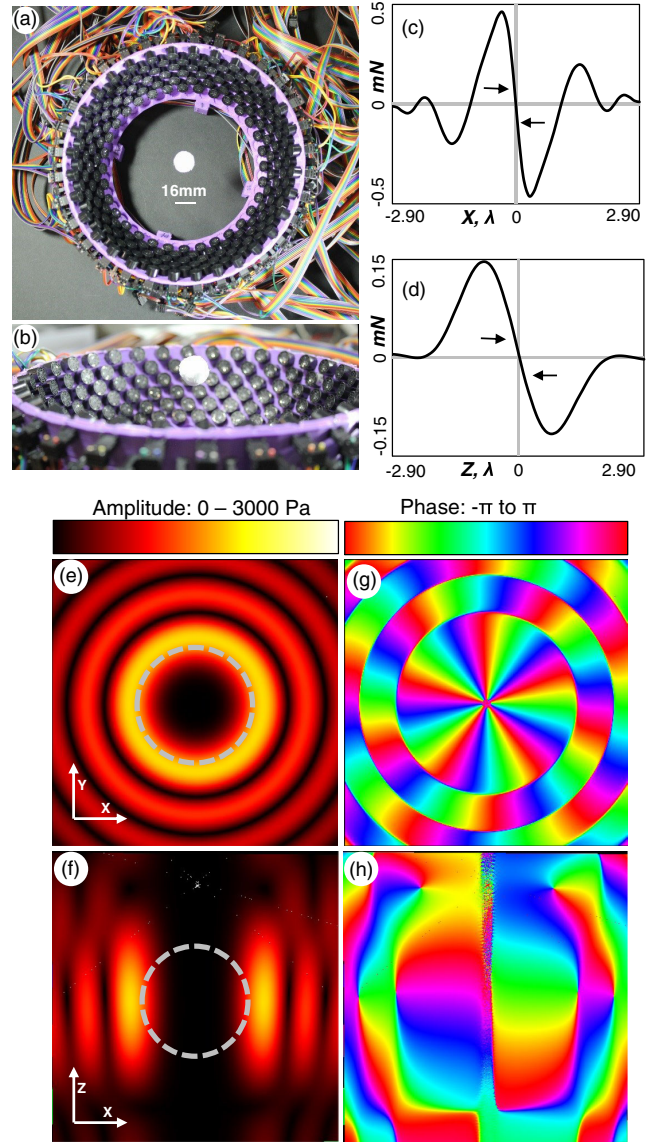 (a)
16mm
(b)
(c)
0.5
0 mN
-0.5
-2.90
X, λ
0
2.90
(d)
0.15
0 mN
-0.15
-2.90
Z, λ
0
2.90
Amplitude: 0 – 3000 Pa
Phase: -π to π
(e)
Y
X
(g)
(f)
Z
X
(h)